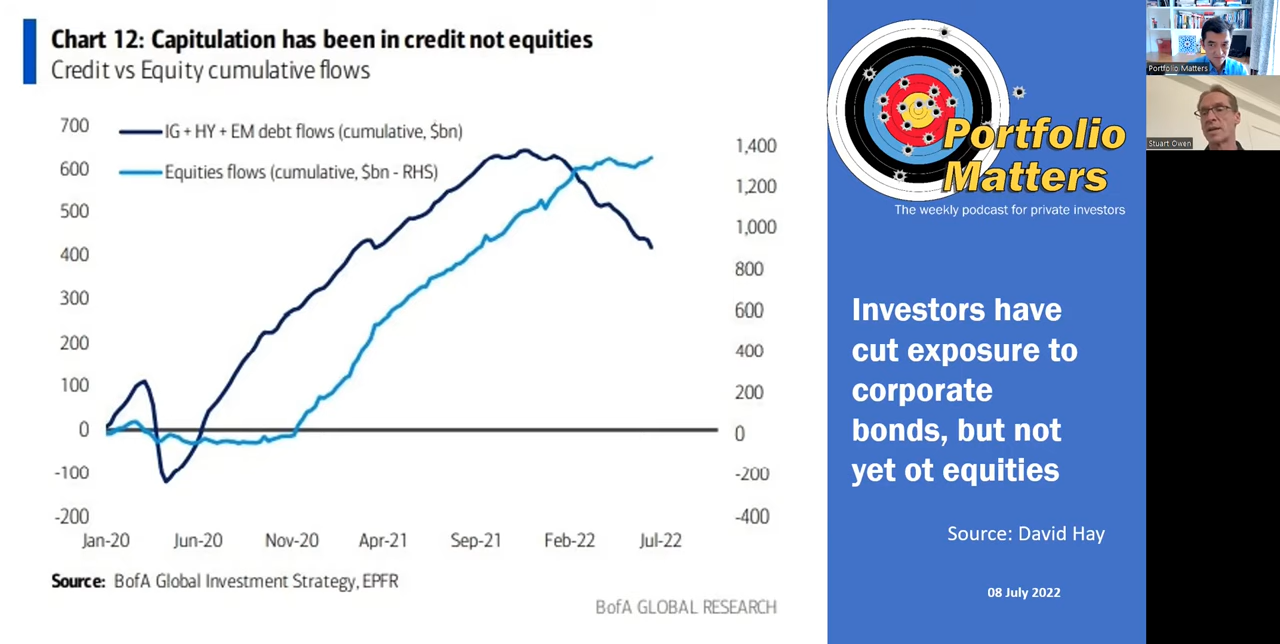 Chart 12: Capitulation has been in credit not equities
Credit vs Equity cumulative flows
IG + HY + EM debt flows (cumulative, $bn)
Equities flows (cumulative, $bn - RHS)
700
600
500
400
300
200
100
0
-100
-200
1,400
1,200
1,000
800
600
400
200
0
-200
-400
Jan-20 Jun-20 Nov-20 Apr-21 Sep-21 Feb-22 Jul-22
Source: BofA Global Investment Strategy, EPFR
BofA GLOBAL RESEARCH
Portfolio
Matters
The weekly podcast for private investors
Investors have
cut exposure to
corporate
bonds, but not
yet ot equities
Source: David Hay
08 July 2022
Portfolio Matters
Stuart Owen